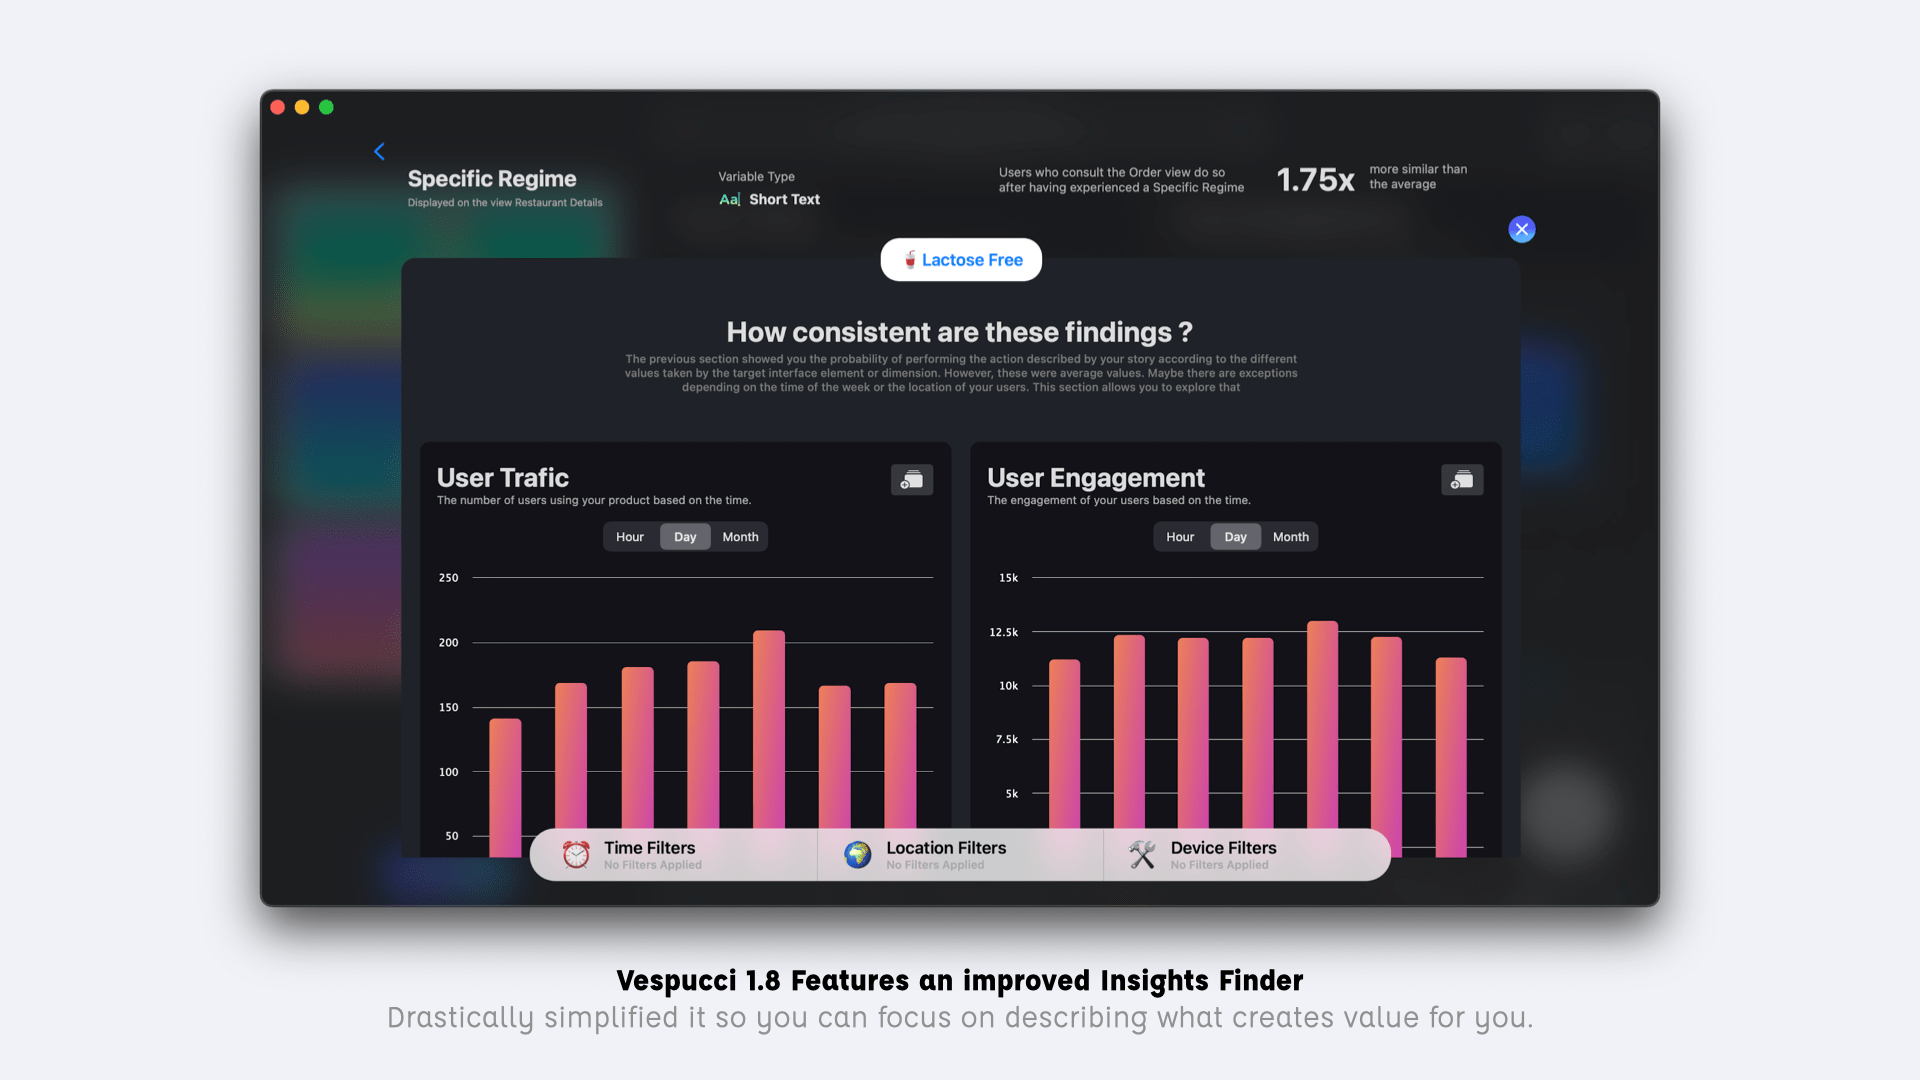 Specific Regime
Displayed on the view Restaurant Details
Variable Type
Aa Short Text
Users who consult the Order view do so
after having experienced a Specific Regime
1.75x
more similar than
the average
Lactose Free
How consistent are these findings ?
The previous section showed you the probability of performing the action described by your story according to the different
values taken by the target interface element or dimension. However, these were average values. Maybe there are exceptions
depending on the time of the week or the location of your users. This section allows you to explore that
User Trafic
The number of users using your product based on the time.
Hour Day Month
250
200
150
100
50
User Engagement
The engagement of your users based on the time.
Hour Day Month
15k
12.5k
10k
7.5k
5k
Time Filters
No Filters Applied
Location Filters
No Filters Applied
Device Filters
No Filters Applied
Vespucci 1.8 Features an improved Insights Finder
Drastically simplified it so you can focus on describing what creates value for you.